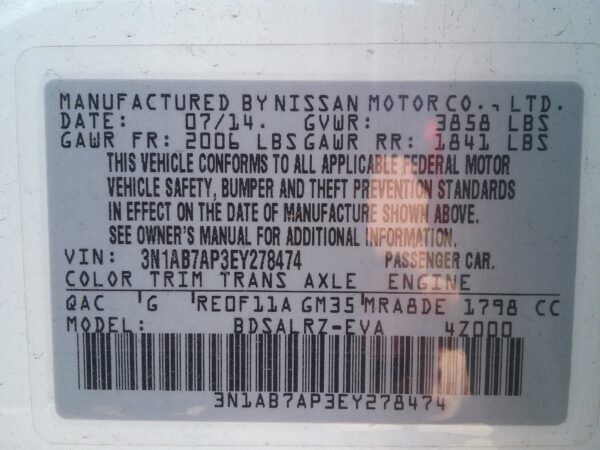 MANUFACTURED BY NISSAN MOTOR CO., LTD.
DATE: 07/14. GVWR: 3858 LBS
GAWR FR: 2006 LBS GAWR RR: 1841 LBS
THIS VEHICLE CONFORMS TO ALL APPLICABLE FEDERAL MOTOR
VEHICLE SAFETY, BUMPER AND THEFT PREVENTION STANDARDS
IN EFFECT ON THE DATE OF MANUFACTURE SHOWN ABOVE.
SEE OWNER'S MANUAL FOR ADDITIONAL INFORMATION.
VIN: 3N1AB7AP3EY278474 PASSENGER CAR.
COLOR TRIM TRANS AXLE ENGINE
QAC G RE0F11A GM35 MRA8DE 1798 CC
MODEL: BDSALRZ-EVA 4Z000
3N1AB7AP3EY278474